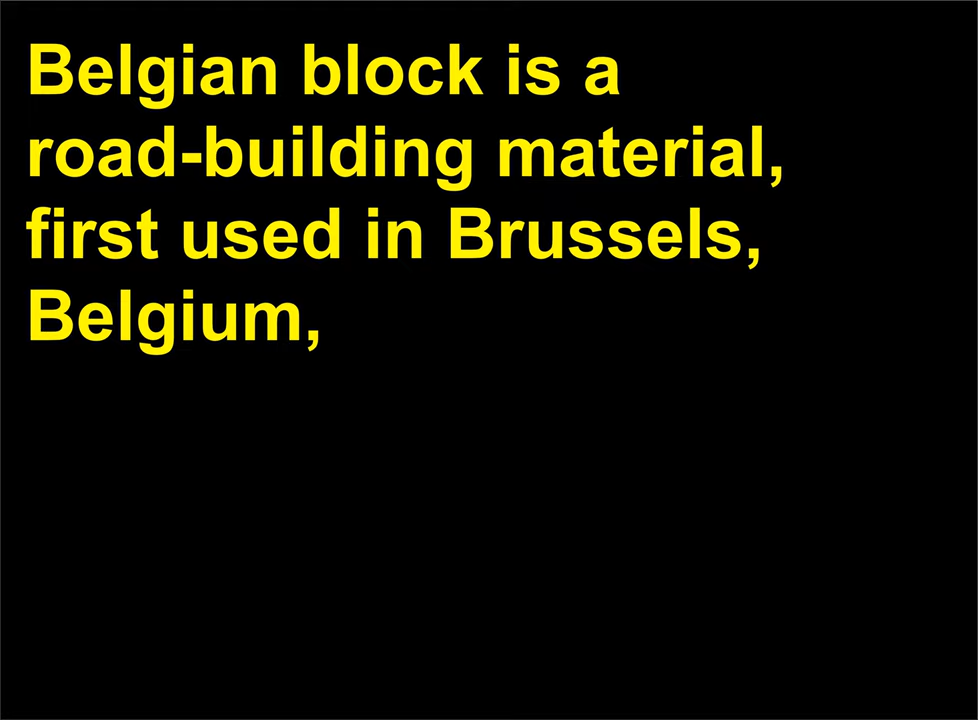 Belgian block is a
road-building material,
first used in Brussels,
Belgium,